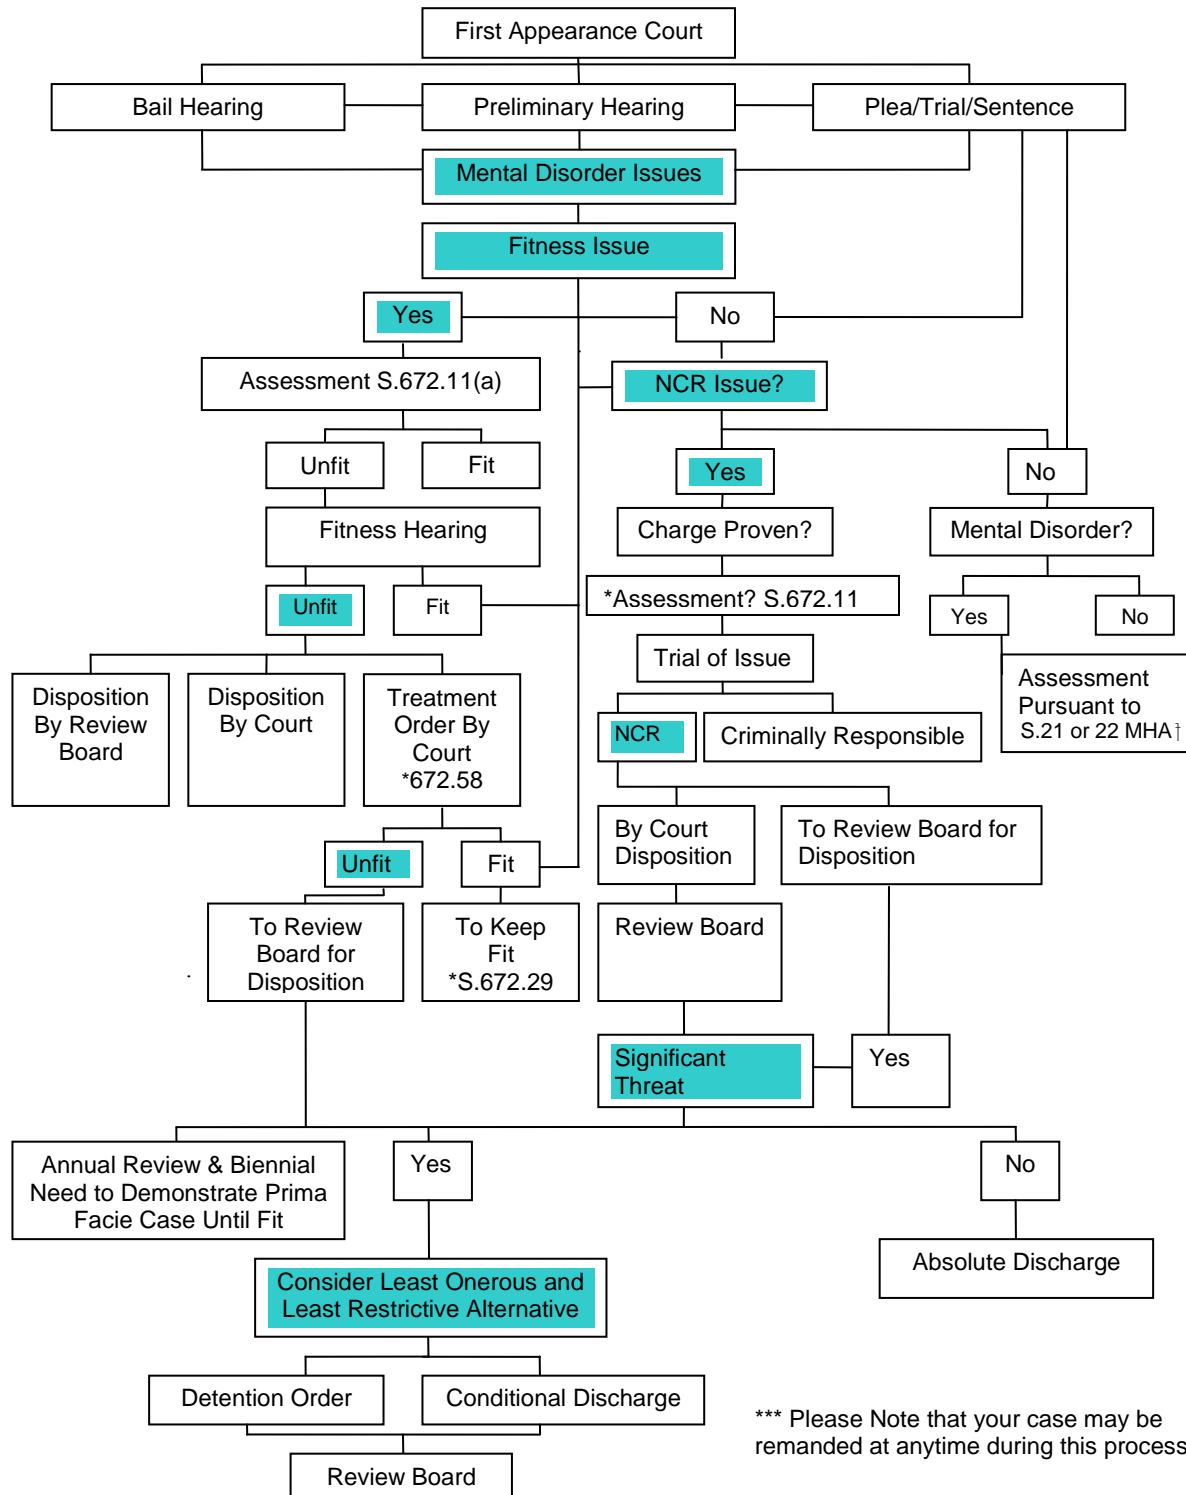 First Appearance Court
Bail Hearing
Preliminary Hearing
Plea/Trial/Sentence
Mental Disorder Issues
Fitness Issue
Yes
No
Assessment S.672.11(a)
NCR Issue?
Unfit
Fit
Yes
No
Fitness Hearing
Charge Proven?
Mental Disorder?
Unfit
Fit
*Assessment? S.672.11
Yes
No
Trial of Issue
Disposition
By Review
Board
Disposition
By Court
Treatment
Order By
Court
*672.58
NCR
Criminally Responsible
Assessment
Pursuant to
S.21 or 22 MHA†
Unfit
Fit
By Court
Disposition
To Review Board for
Disposition
To Review
Board for
Disposition
To Keep
Fit
*S.672.29
Review Board
Significant
Threat
Yes
Annual Review & Biennial
Need to Demonstrate Prima
Facie Case Until Fit
Yes
No
Consider Least Onerous and
Least Restrictive Alternative
Absolute Discharge
Detention Order
Conditional Discharge
*** Please Note that your case may be
remanded at anytime during this process
Review Board